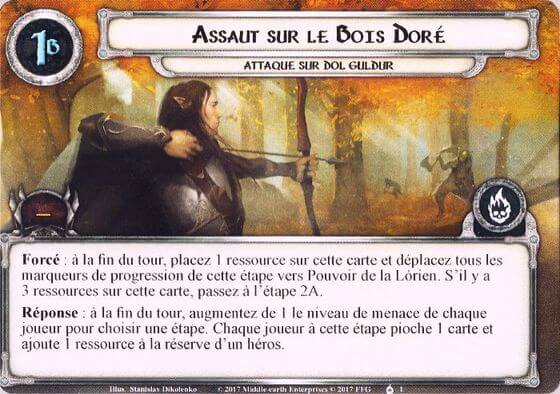 1B
Assaut sur le Bois Doré
Attaque sur Dol Guldur
–
Forcé : à la fin du tour, placez 1 ressource sur cette carte et déplacez tous les
marqueurs de progression de cette étape vers Pouvoir de la Lórien. S'il y a
3 ressources sur cette carte, passez à l'étape 2A.
Réponse : à la fin du tour, augmentez de 1 le niveau de menace de chaque
joueur pour choisir une étape. Chaque joueur à cette étape pioche 1 carte et
ajoute 1 ressource à la réserve d'un héros.
Illus. Stanislav Dikolenko © 2017 Middle-earth Enterprises © 2017 FFG 1